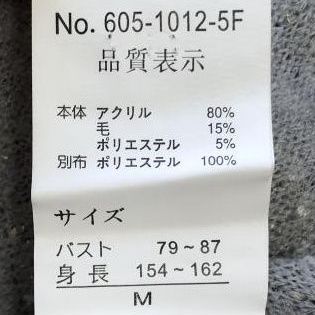 No. 605-1012-5F
品質表示
本体 アクリル 80%
毛 15%
ポリエステル 5%
別布 ポリエステル 100%
サイズ
バスト 79~87
身長 154~162
M